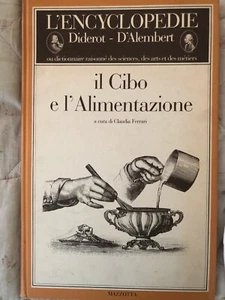 L'ENCYCLOPEDIE
Diderot - D'Alembert
ou dictionnaire raisonné des sciences, des arts et des métiers
il Cibo
e l'Alimentazione
a cura di Claudia Ferrari
MAZZOTTA